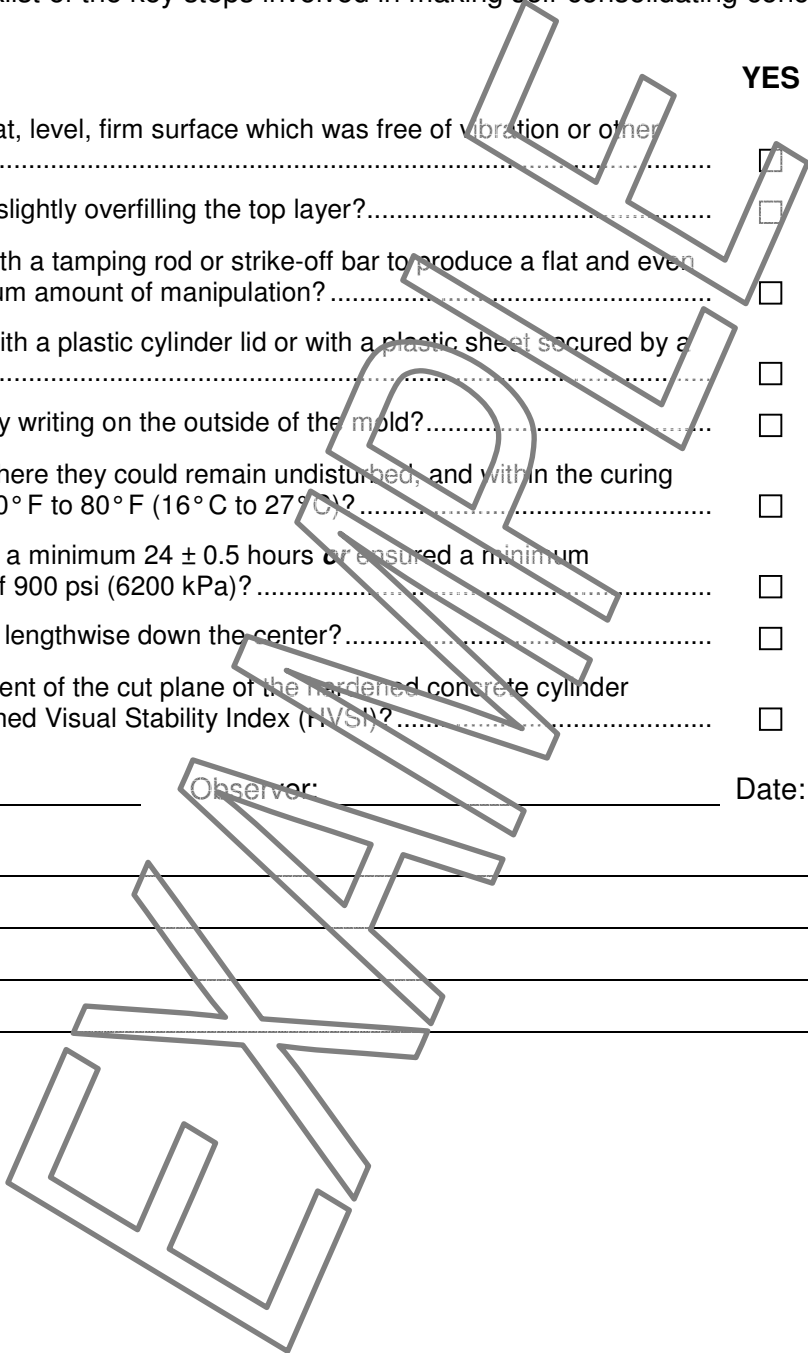 list of the key steps involved in making self-consolidating conc
YES
at, level, firm surface which was free of vibration or other
slightly overfilling the top layer?
th a tamping rod or strike-off bar to produce a flat and even
um amount of manipulation?
ith a plastic cylinder lid or with a plastic sheet secured by a
y writing on the outside of the mold?
here they could remain undisturbed, and within the curing
0° F to 80° F (16° C to 27° C)?
a minimum 24 ± 0.5 hours or ensured a minimum
f 900 psi (6200 kPa)?
lengthwise down the center?
ent of the cut plane of the hardened concrete cylinder
ned Visual Stability Index (HVSI)?
Observer: Date:
EXAMPLE